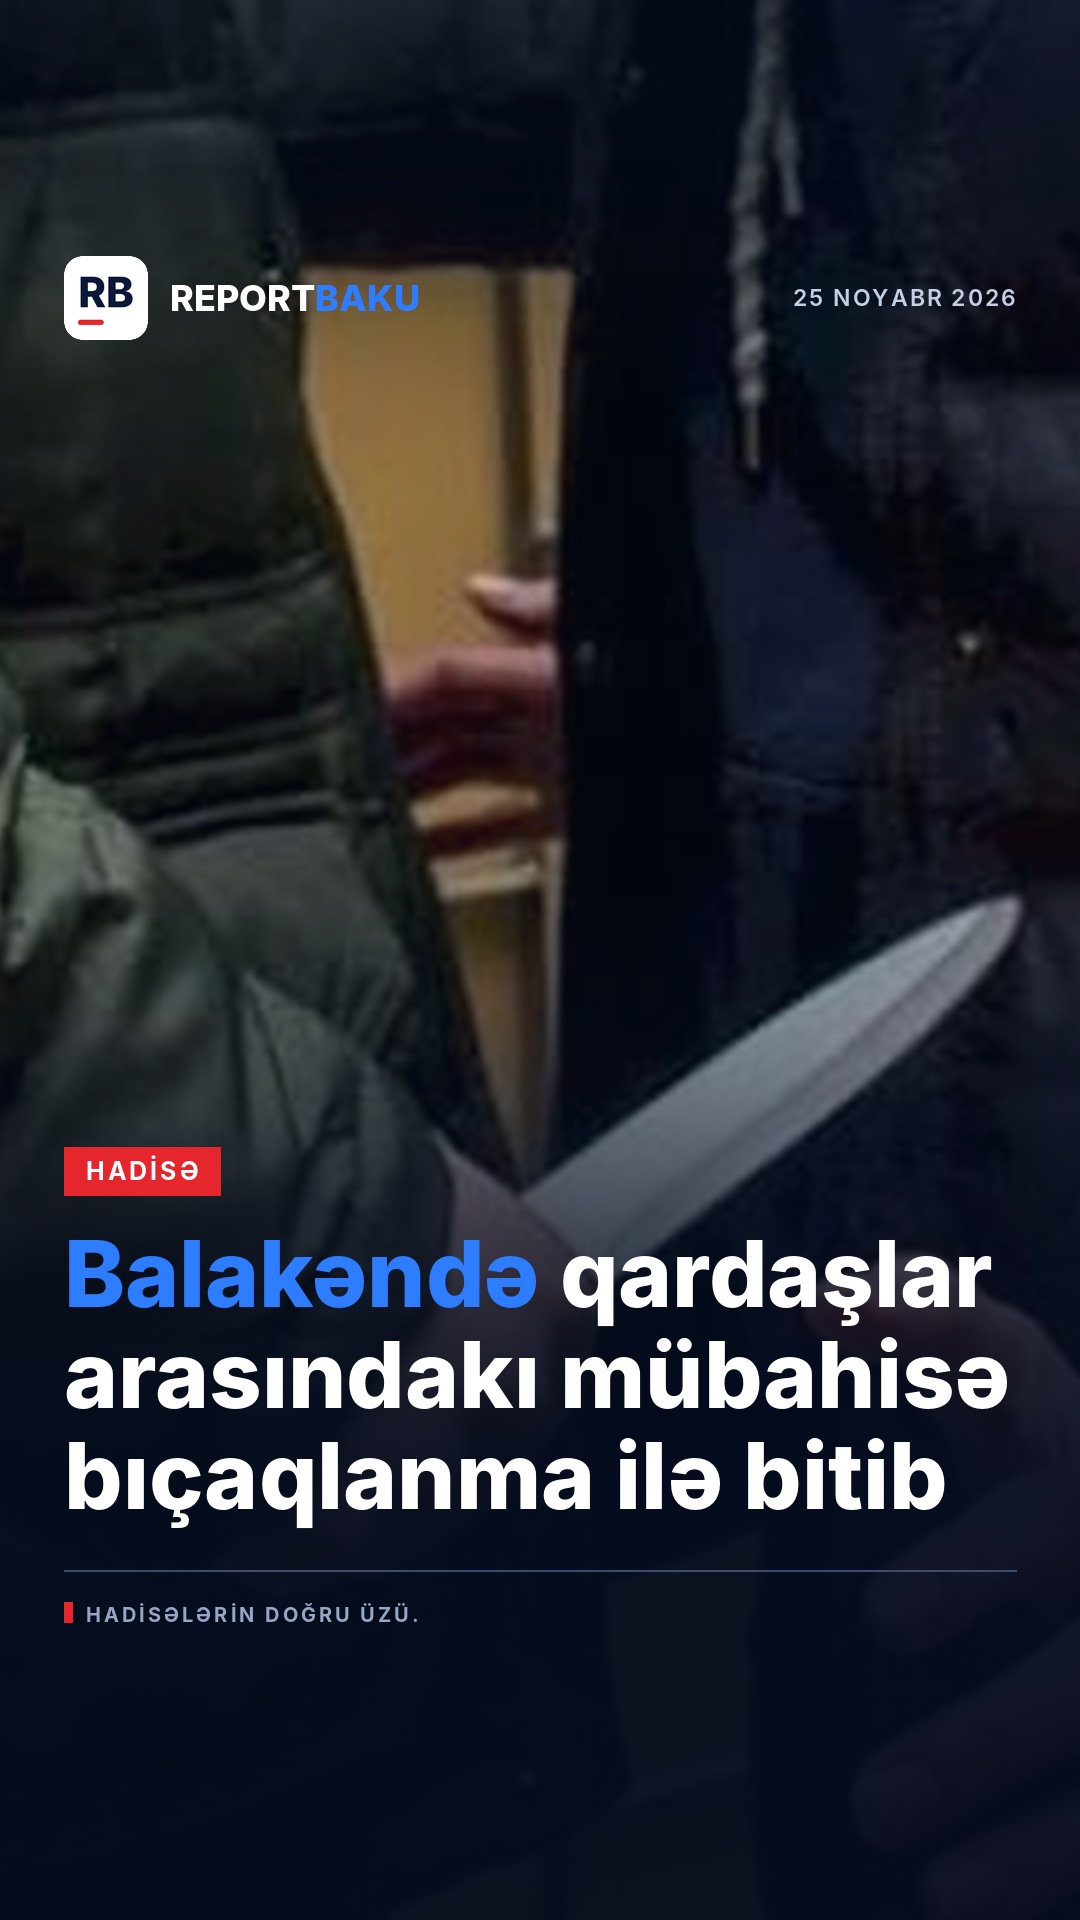 RB
REPORTBAKU
25 NOYABR 2026
HADİSƏ
Balakəndə qardaşlar
arasındakı mübahisə
bıçaqlanma ilə bitib
HADİSƏLƏRİN DOĞRU ÜZÜ.